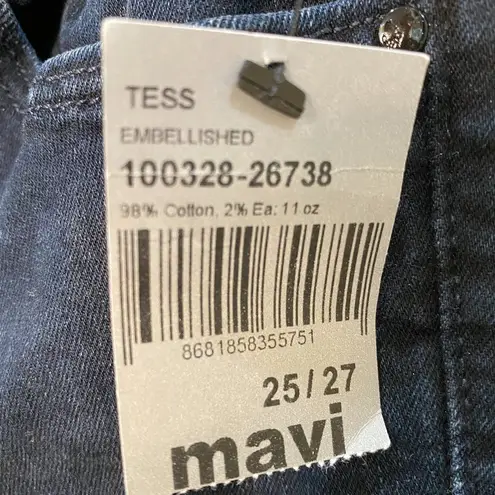 TESS
EMBELLISHED
100328-26738
98% Cotton, 2% Ea: 11 oz
8681858355751
25/27
mavi